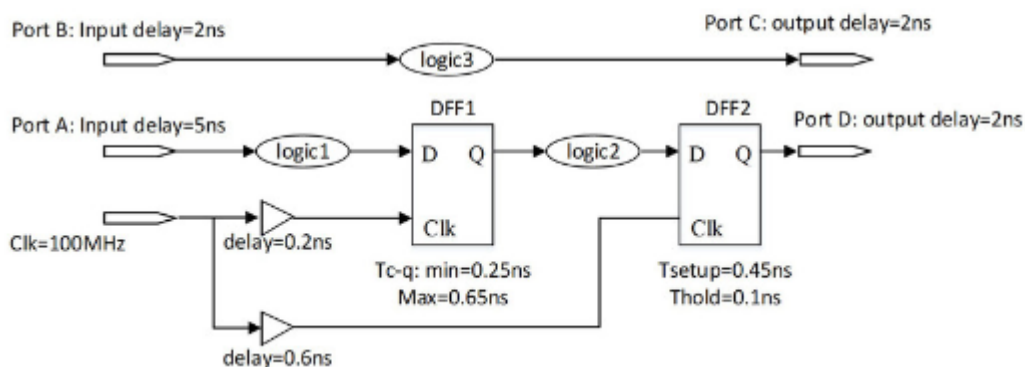 Port B: Input delay=2ns
Port C: output delay=2ns
logic3
DFF1
DFF2
Port A: Input delay=5ns
Port D: output delay=2ns
logic1
D Q
logic2
D Q
Clk=100MHz
delay=0.2ns
Clk
Clk
Tc-q: min=0.25ns
Max=0.65ns
Tsetup=0.45ns
Thold=0.1ns
delay=0.6ns